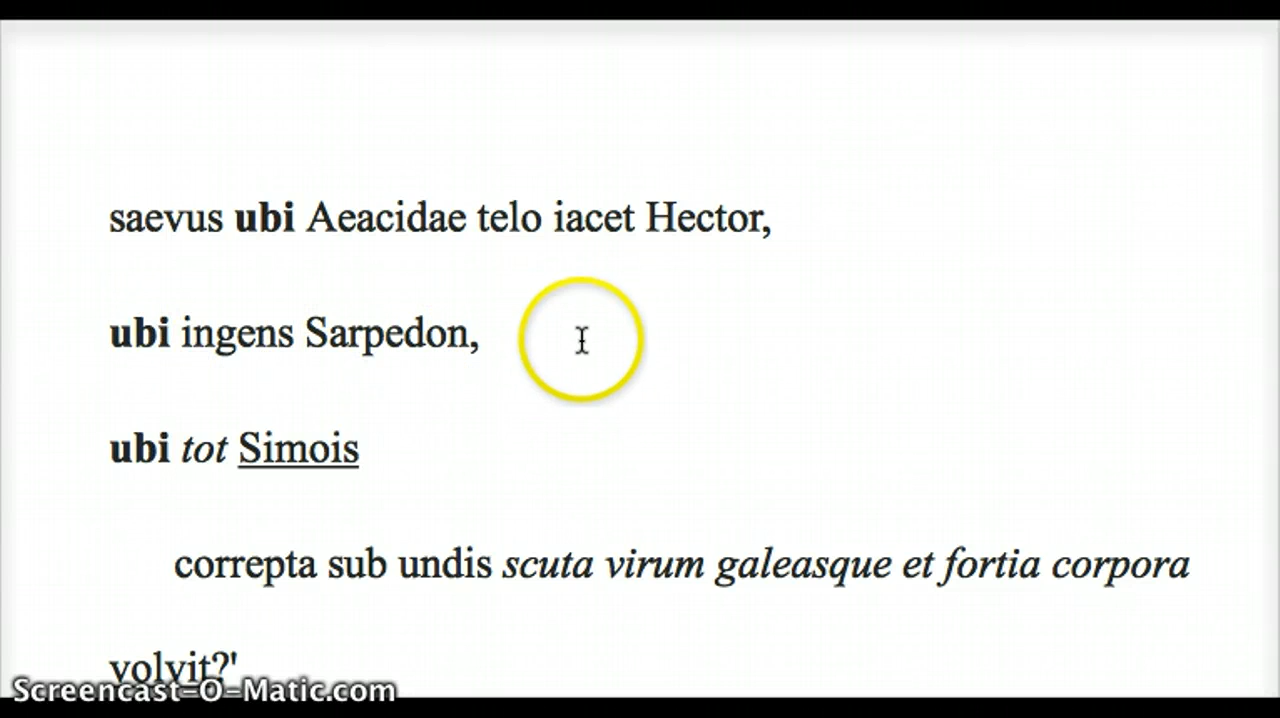 saevus ubi Aeacidae telo iacet Hector,
ubi ingens Sarpedon,
ubi tot Simois
correpta sub undis scuta virum galeasque et fortia corpora
volvit?'
Screencast-O-Matic.com